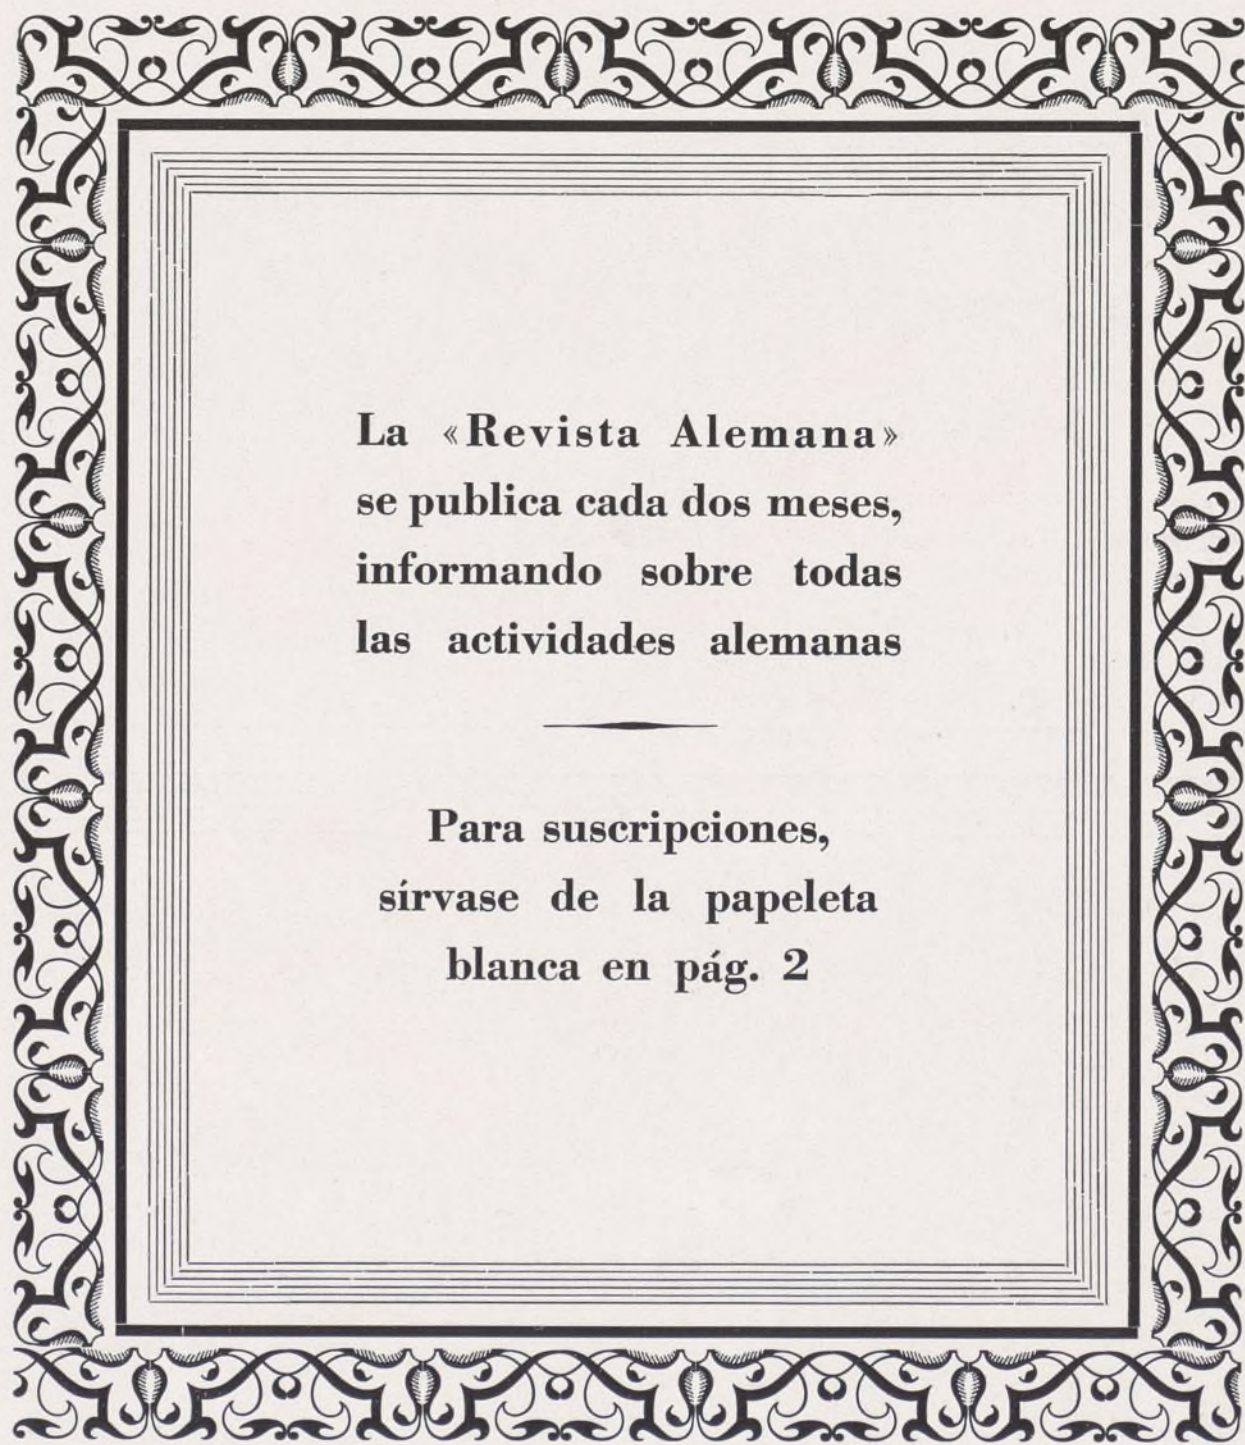 La «Revista Alemana»
se publica cada dos meses,
informando sobre todas
las actividades alemanas
Para suscripciones,
sírvase de la papeleta
blanca en pág. 2